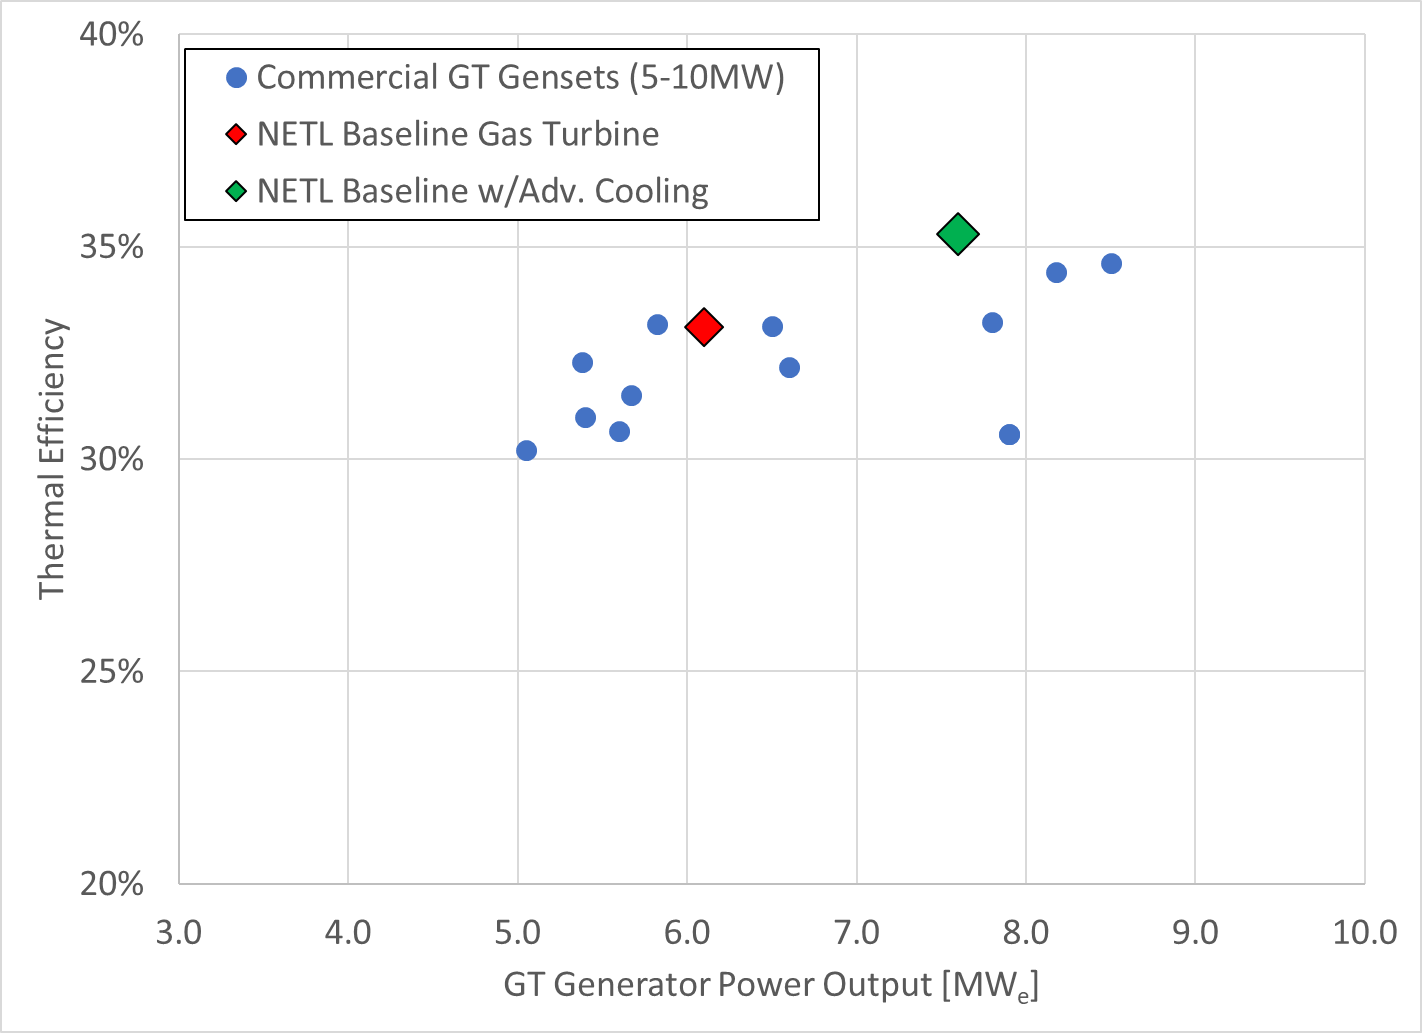 40%
Commercial GT Gensets (5-10MW)
NETL Baseline Gas Turbine
NETL Baseline w/Adv. Cooling
35%
Thermal Efficiency
30%
25%
20%
3.0 4.0 5.0 6.0 7.0 8.0 9.0 10.0
GT Generator Power Output [MWe]